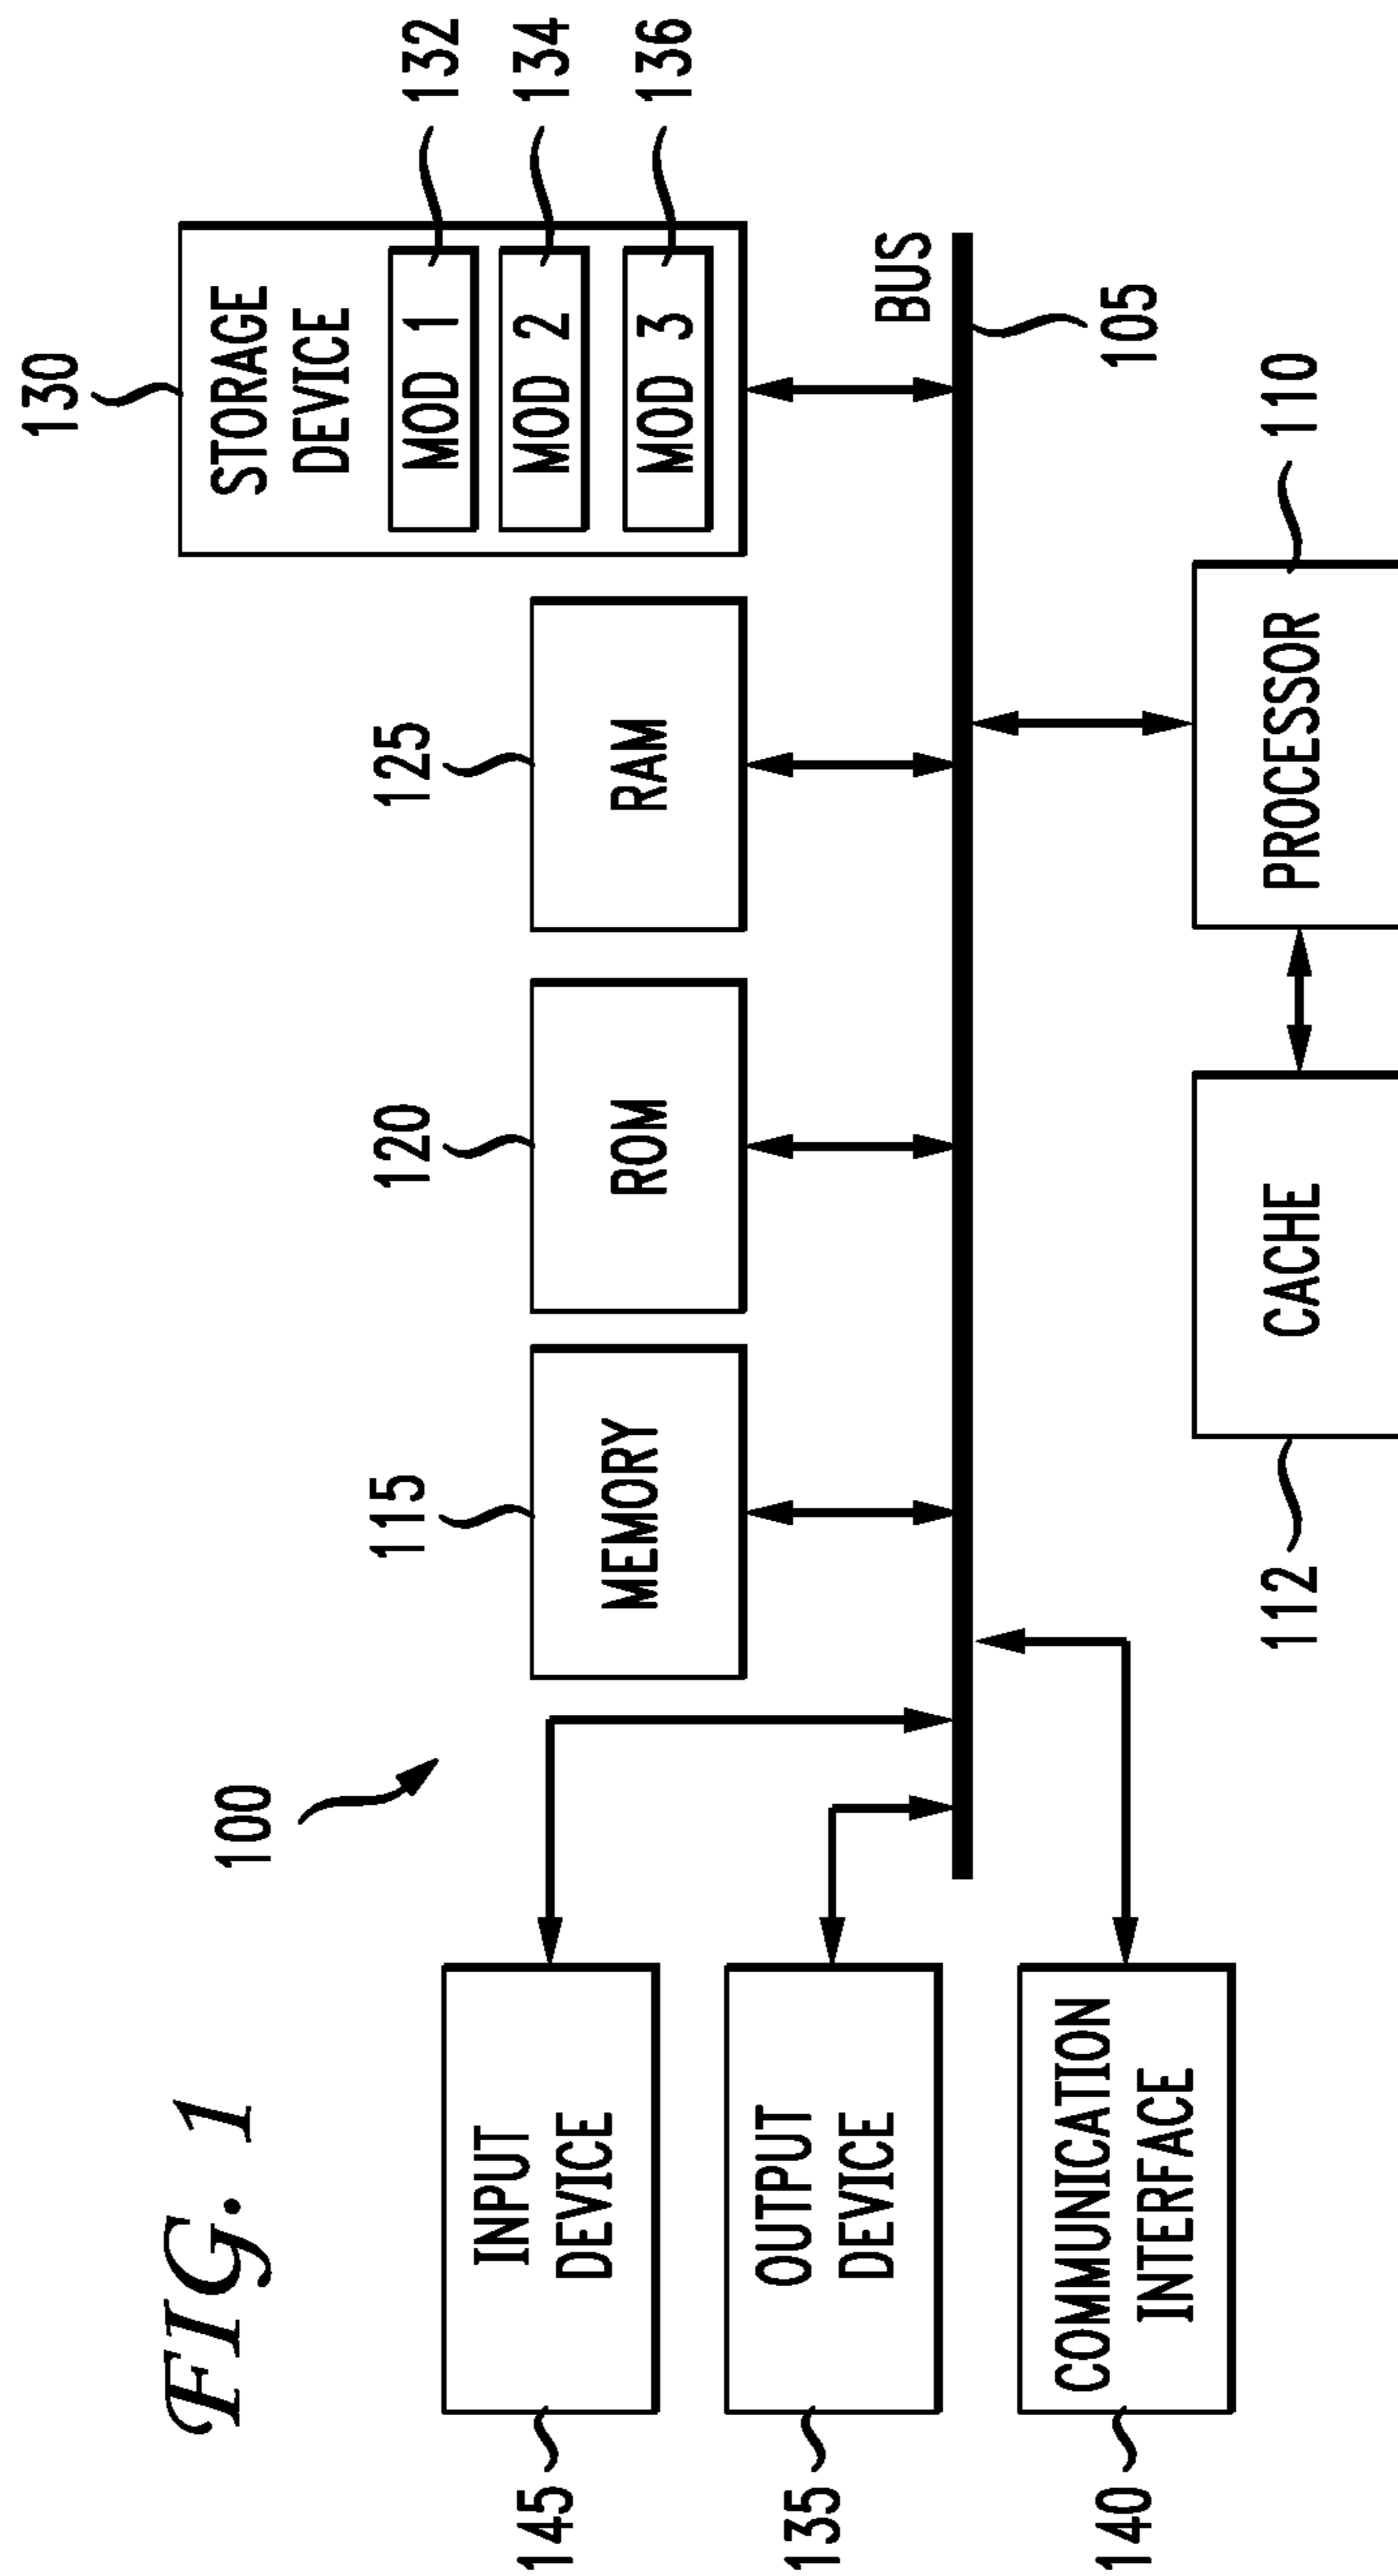 FIG. 1
100
145
INPUT
DEVICE
135
OUTPUT
DEVICE
140
COMMUNICATION
INTERFACE
115
MEMORY
120
ROM
125
RAM
130
STORAGE
DEVICE
MOD 1
132
MOD 2
134
MOD 3
136
BUS
105
112
CACHE
PROCESSOR
110